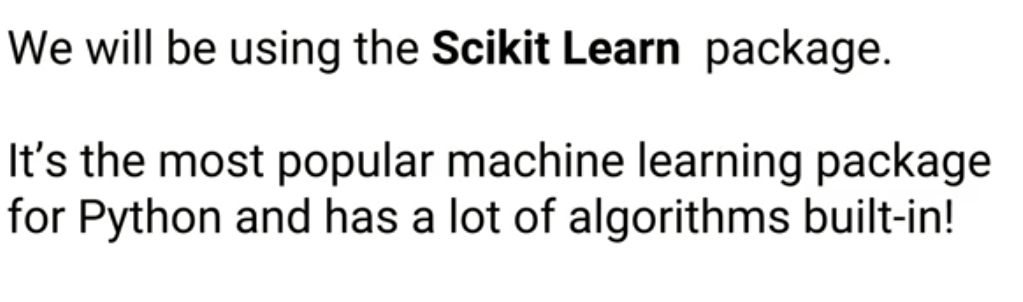 We will be using the Scikit Learn package.
It’s the most popular machine learning package
for Python and has a lot of algorithms built-in!